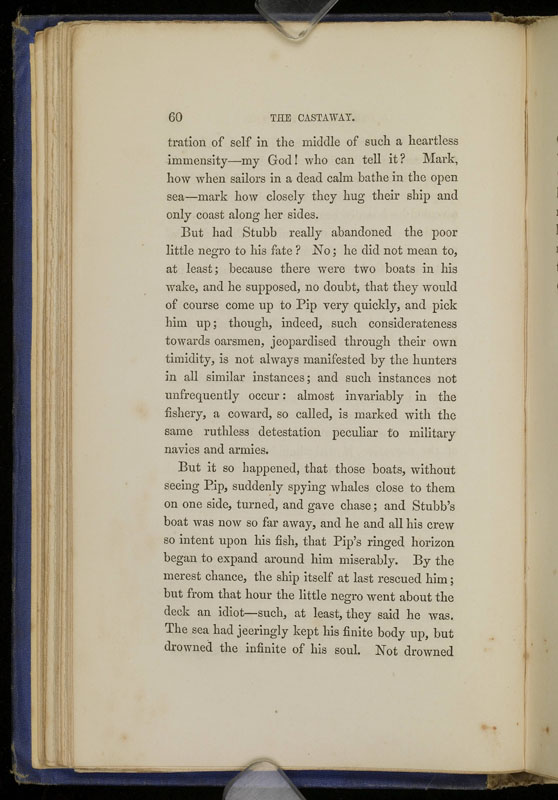 60 THE CASTAWAY.
tration of self in the middle of such a heartless
immensity—my God! who can tell it? Mark,
how when sailors in a dead calm bathe in the open
sea—mark how closely they hug their ship and
only coast along her sides.
But had Stubb really abandoned the poor
little negro to his fate? No; he did not mean to,
at least; because there were two boats in his
wake, and he supposed, no doubt, that they would
of course come up to Pip very quickly, and pick
him up; though, indeed, such considerateness
towards oarsmen, jeopardised through their own
timidity, is not always manifested by the hunters
in all similar instances; and such instances not
unfrequently occur: almost invariably in the
fishery, a coward, so called, is marked with the
same ruthless detestation peculiar to military
navies and armies.
But it so happened, that those boats, without
seeing Pip, suddenly spying whales close to them
on one side, turned, and gave chase; and Stubb's
boat was now so far away, and he and all his crew
so intent upon his fish, that Pip's ringed horizon
began to expand around him miserably. By the
merest chance, the ship itself at last rescued him;
but from that hour the little negro went about the
deck an idiot—such, at least, they said he was.
The sea had jeeringly kept his finite body up, but
drowned the infinite of his soul. Not drowned